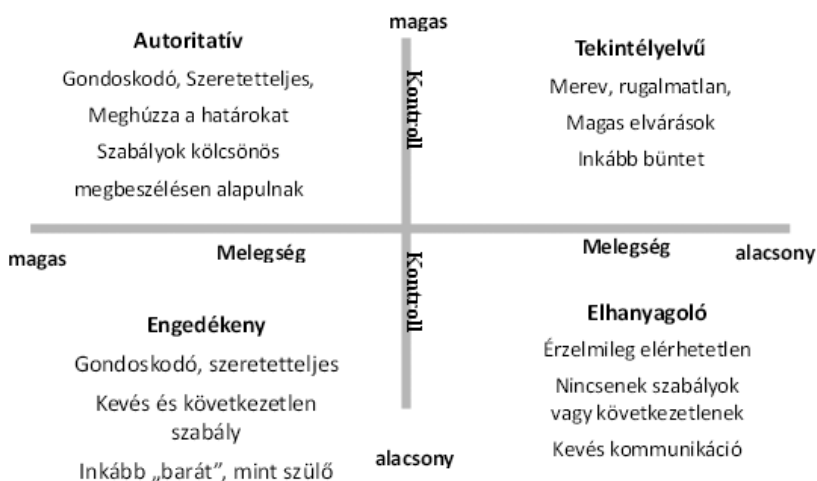 magas
Autoritatív
Gondoskodó, Szeretetteljes,
Meghúzza a határokat
Szabályok kölcsönös
megbeszélésen alapulnak
Kontroll
Tekintélyelvű
Merev, rugalmatlan,
Magas elvárások
Inkább büntet
magas
Melegség
Melegség
alacsony
Engedékeny
Gondoskodó, szeretetteljes
Kevés és következetlen
szabály
Inkább „barát”, mint szülő
Kontroll
alacsony
Elhanyagoló
Érzelmileg elérhetetlen
Nincsenek szabályok
vagy következetlenek
Kevés kommunikáció